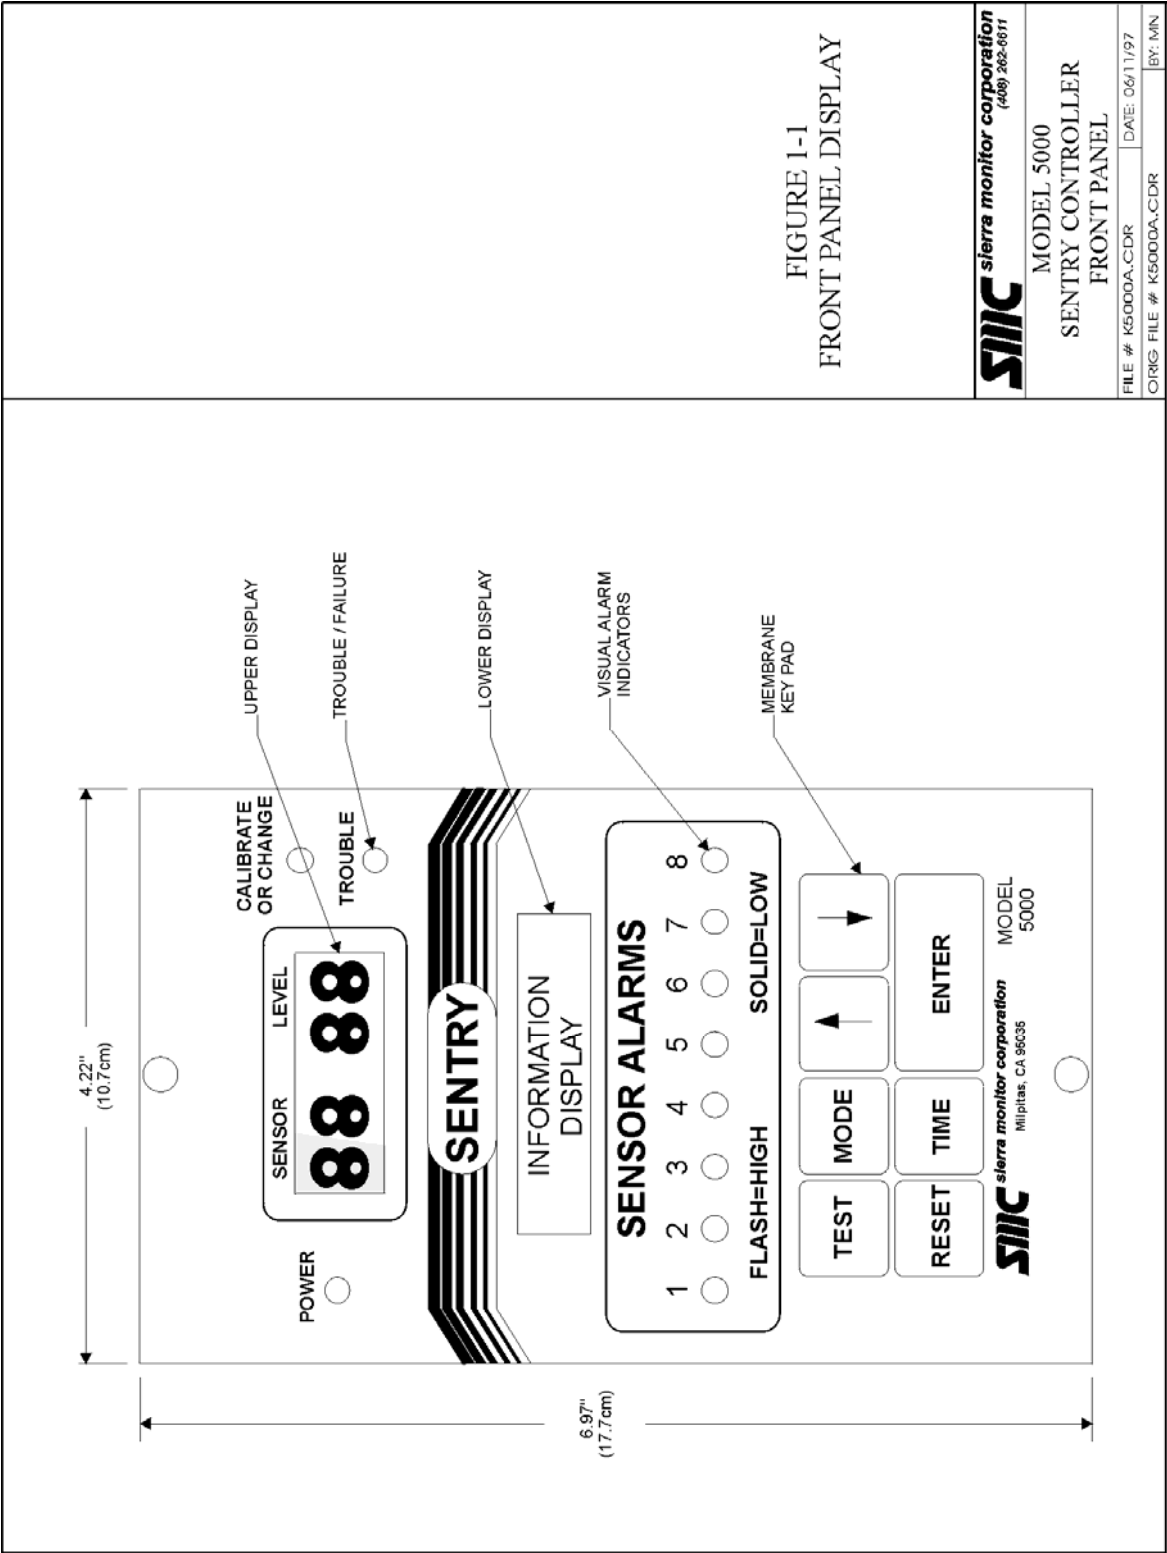 4.22"
(10.7cm)
6.97"
(17.7cm)
POWER
SENSOR
LEVEL
88
88
CALIBRATE
OR CHANGE
TROUBLE
UPPER DISPLAY
TROUBLE / FAILURE
SENTRY
INFORMATION
DISPLAY
LOWER DISPLAY
SENSOR ALARMS
1 2 3 4 5 6 7 8
FLASH=HIGH
SOLID=LOW
VISUAL ALARM
INDICATORS
TEST
MODE
RESET
TIME
ENTER
MEMBRANE
KEY PAD
SMC sierra monitor corporation
Milpitas, CA 95035
MODEL
5000
FIGURE 1-1
FRONT PANEL DISPLAY
SMC sierra monitor corporation
(408) 262-6611
MODEL 5000
SENTRY CONTROLLER
FRONT PANEL
FILE # K5000A.CDR
DATE: 06/11/97
ORIG FILE # K5000A.CDR
BY: MN